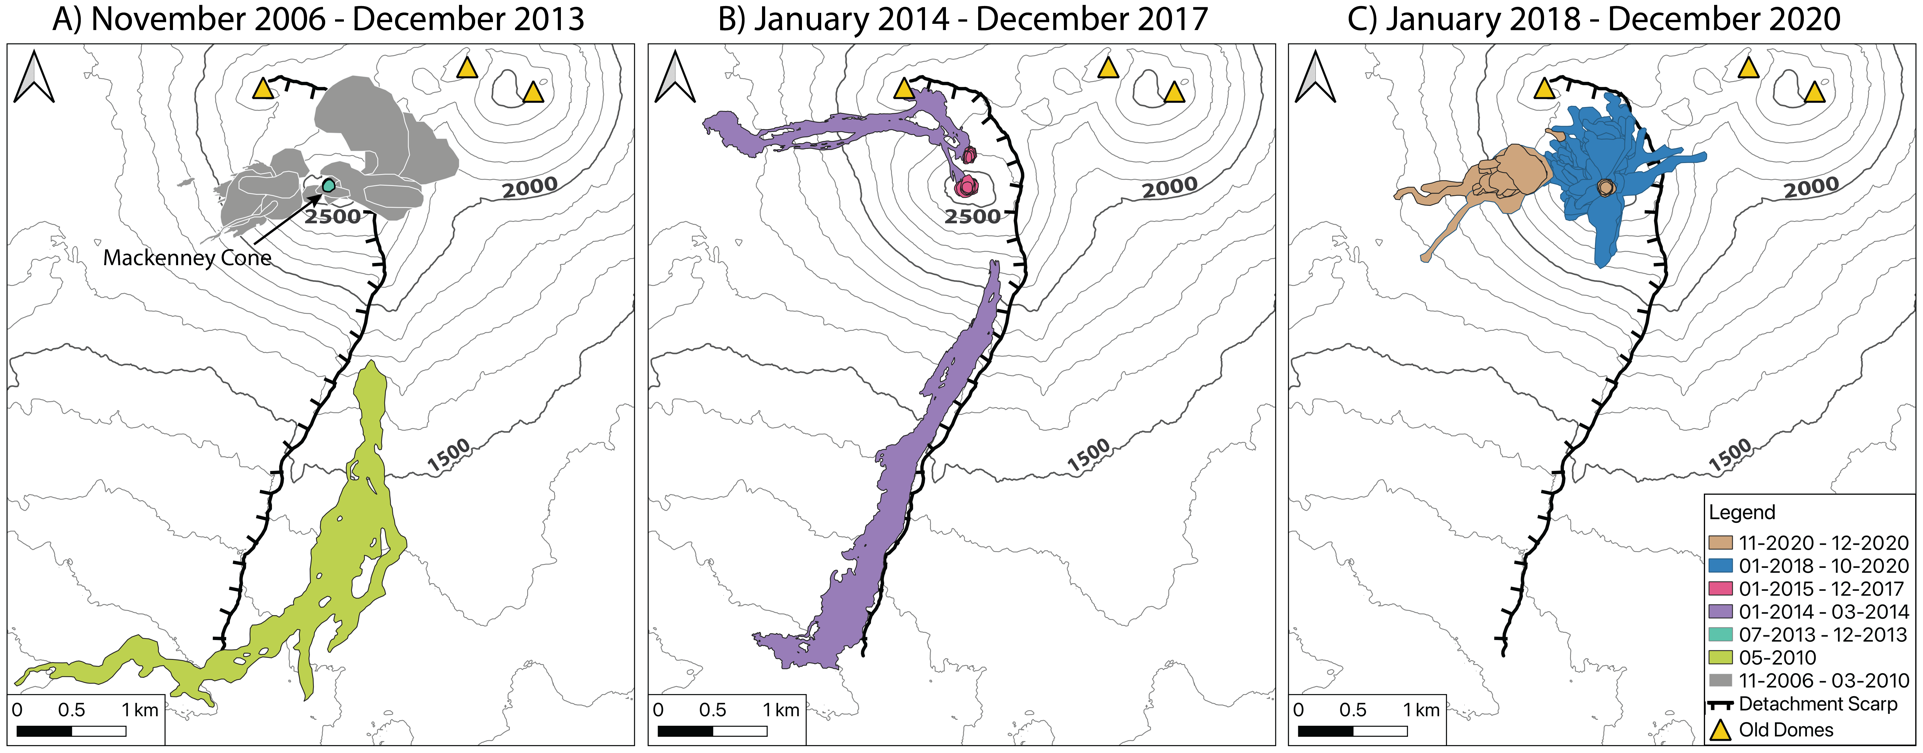 A) November 2006 - December 2013
2000
2500
Mackenney Cone
1500
0 0.5 1 km
B) January 2014 - December 2017
2000
2500
1500
0 0.5 1 km
C) January 2018 - December 2020
2000
1500
0 0.5 1 km
Legend
11-2020 - 12-2020
01-2018 - 10-2020
01-2015 - 12-2017
01-2014 - 03-2014
07-2013 - 12-2013
05-2010
11-2006 - 03-2010
Detachment Scarp
Old Domes